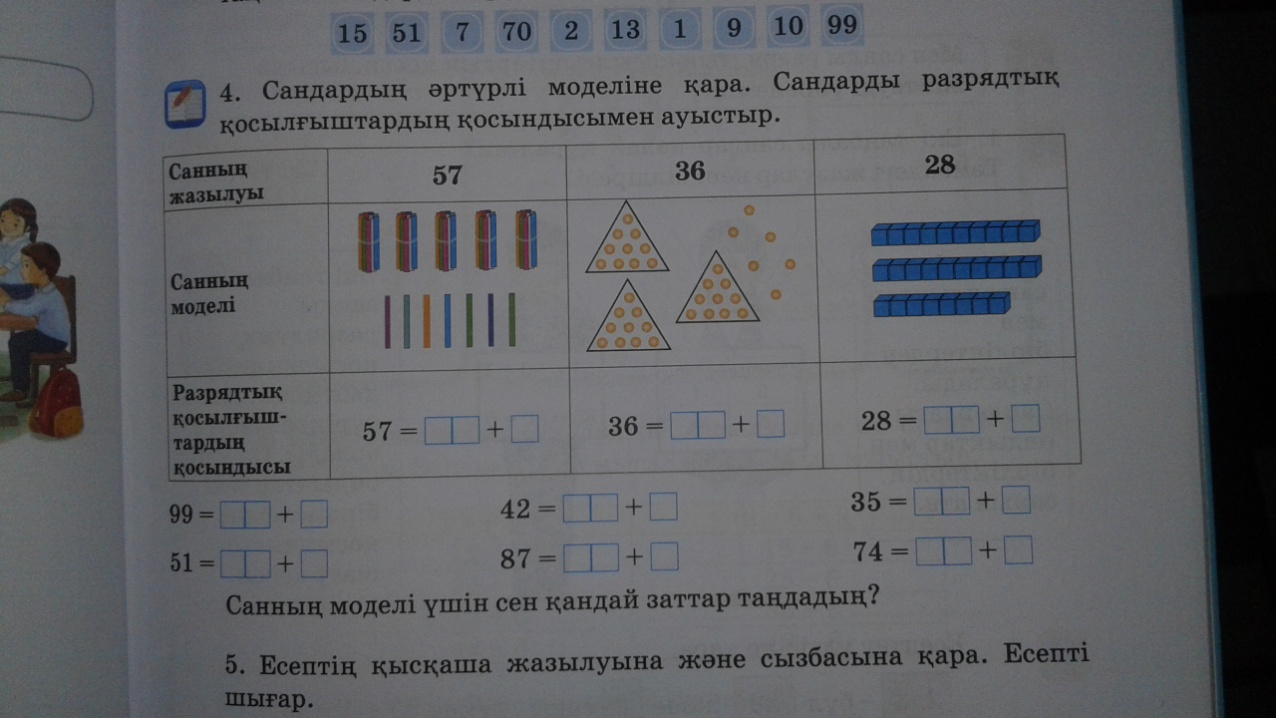 15 51 7 70 2 13 1 9 10 99
4. Сандардың әртүрлі моделіне қара. Сандарды разрядтық
қосылғыштардың қосындысымен ауыстыр.
Санның
жазылуы
57
36
28
Санның
моделі
Разрядтық
қосылғыш-
тардың
қосындысы
57 = +
36 = +
28 = +
99 = + 42 = + 35 = +
51 = + 87 = + 74 = +
Санның моделі үшін сен қандай заттар таңдадың?
5. Есептің қысқаша жазылуына және сызбасына қара. Есепті
шығар.